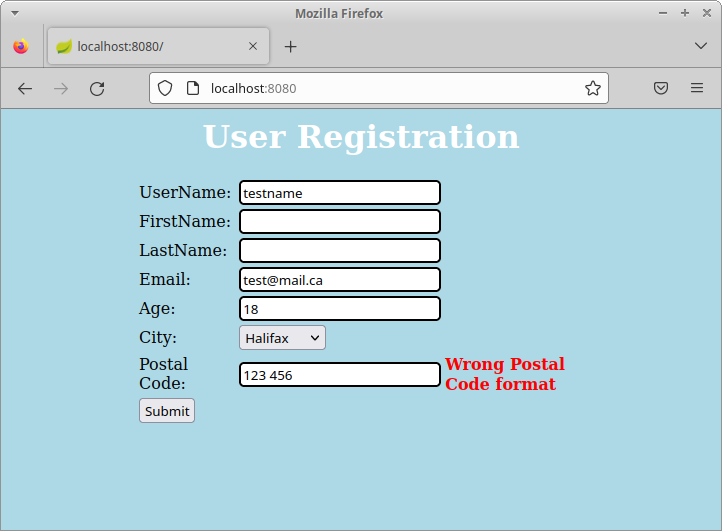 Mozilla Firefox
localhost:8080/
localhost:8080
User Registration
UserName: testname
FirstName:
LastName:
Email: test@mail.ca
Age: 18
City: Halifax
Postal Code: 123 456 Wrong Postal Code format
Submit